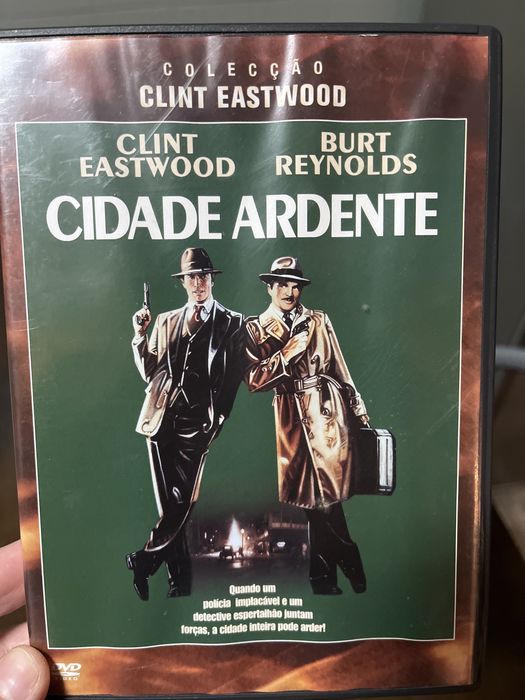 COLECÇÃO
CLINT EASTWOOD
CLINT EASTWOOD
BURT REYNOLDS
CIDADE ARDENTE
Quando um
polícia implacável e um
detective espertalhão juntam
forças, a cidade inteira pode arder!
DVD
VIDEO